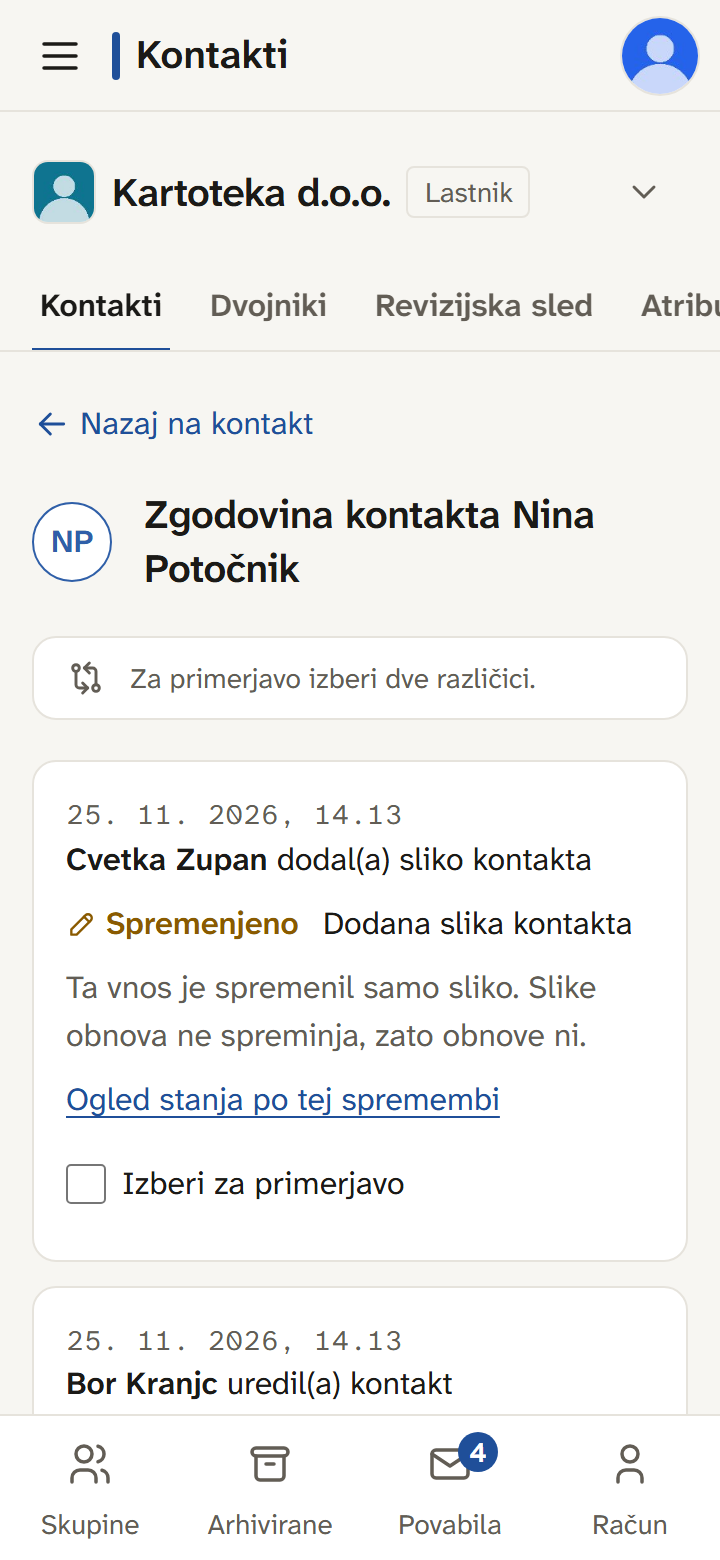 Kontakti
Kartoteka d.o.o. Lastnik
Kontakti Dvojniki Revizijska sled Atribu
Nazaj na kontakt
NP
Zgodovina kontakta Nina
Potočnik
Za primerjavo izberi dve različici.
25. 11. 2026, 14.13
Cvetka Zupan dodal(a) sliko kontakta
Spremenjeno Dodana slika kontakta
Ta vnos je spremenil samo sliko. Slike
obnova ne spreminja, zato obnove ni.
Ogled stanja po tej spremembi
Izberi za primerjavo
25. 11. 2026, 14.13
Bor Kranjc uredil(a) kontakt
4
Skupine Arhivirane Povabila Račun